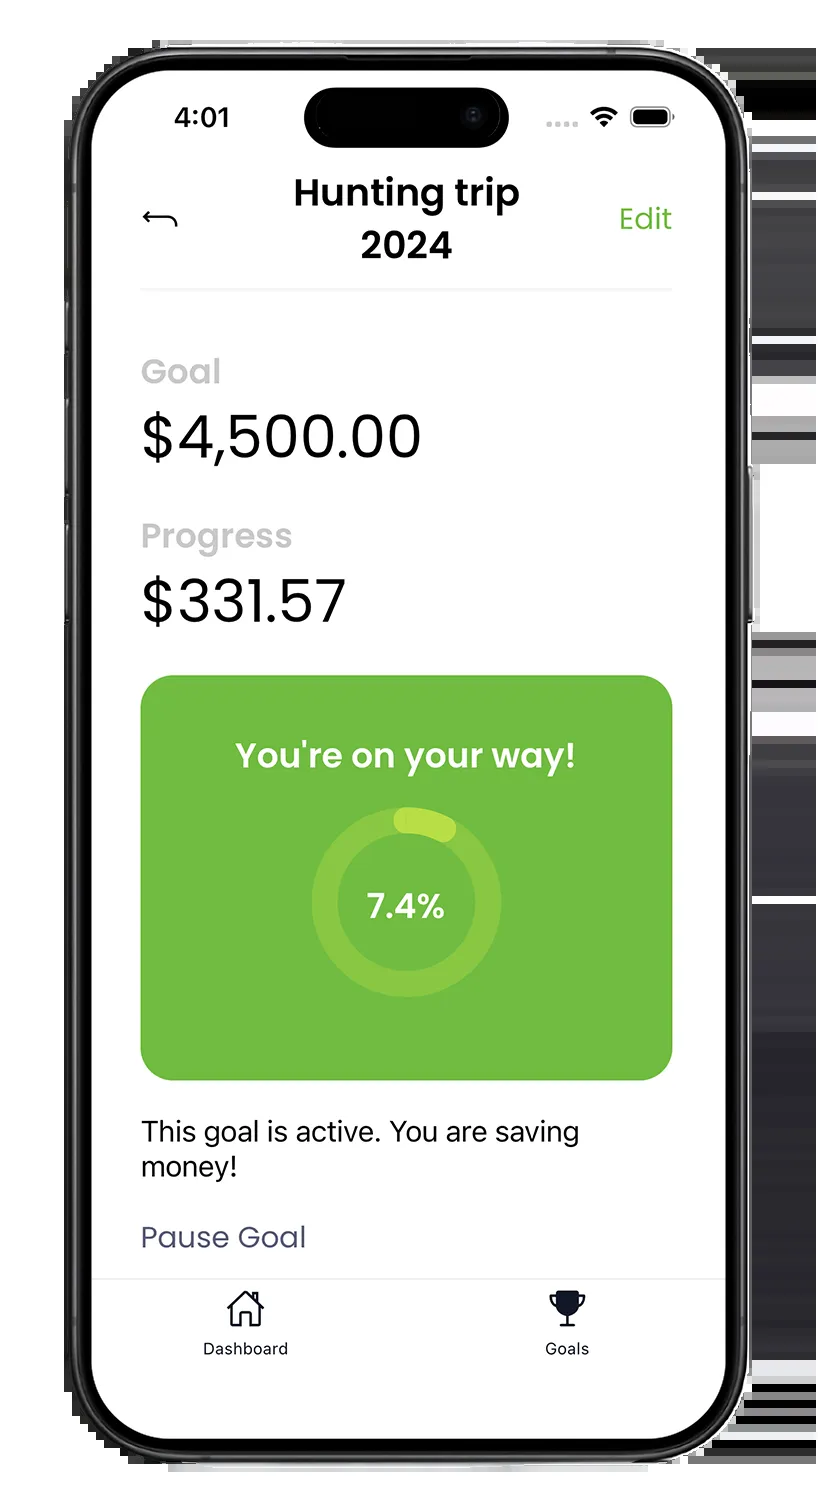 4:01
Hunting trip
2024
Edit
Goal
$4,500.00
Progress
$331.57
You're on your way!
7.4%
This goal is active. You are saving
money!
Pause Goal
Dashboard
Goals